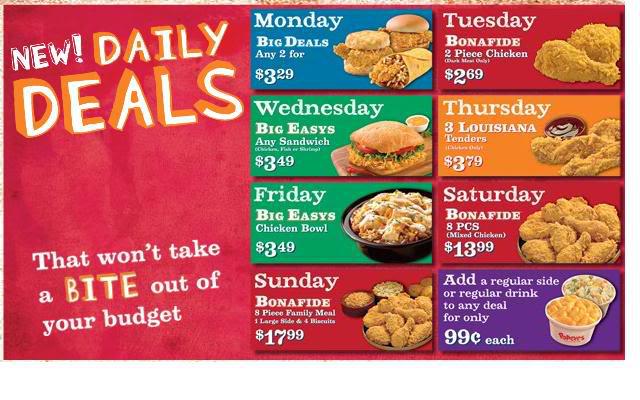 NEW! DAILY
DEALS
That won't take
a BITE out of
your budget
Monday
BIG DEALS
Any 2 for
$3.29
Tuesday
BONAFIDE
2 Piece Chicken
(Dark Meat Only)
$2.69
Wednesday
BIG EASYS
Any Sandwich
(Chicken, Fish or Shrimp)
$3.49
Thursday
3 LOUISIANA
Tenders
(Chicken Only)
$3.79
Friday
BIG EASYS
Chicken Bowl
$3.49
Saturday
BONAFIDE
8 PCS
(Mixed Chicken)
$13.99
Sunday
BONAFIDE
8 Piece Family Meal
1 Large Side & 4 Biscuits
$17.99
Add a regular side
or regular drink
to any deal
for only
99¢ each
Popeyes